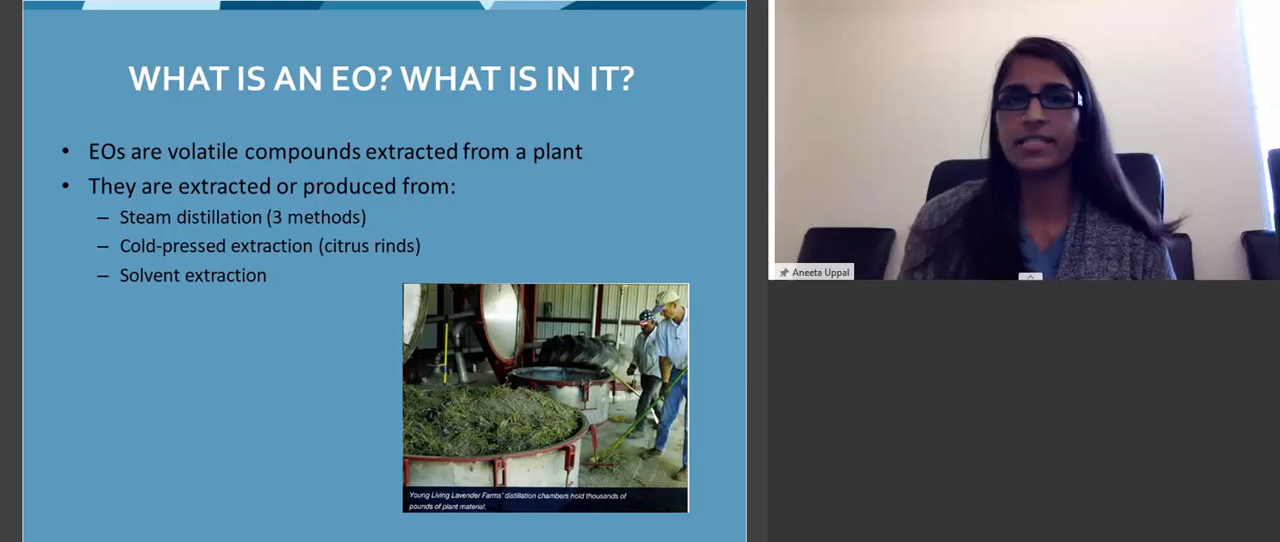 WHAT IS AN EO? WHAT IS IN IT?
• EOs are volatile compounds extracted from a plant
• They are extracted or produced from:
– Steam distillation (3 methods)
– Cold-pressed extraction (citrus rinds)
– Solvent extraction
Young Living Lavender Farms' distillation chambers hold thousands of
pounds of plant material.
Aneeta Uppal